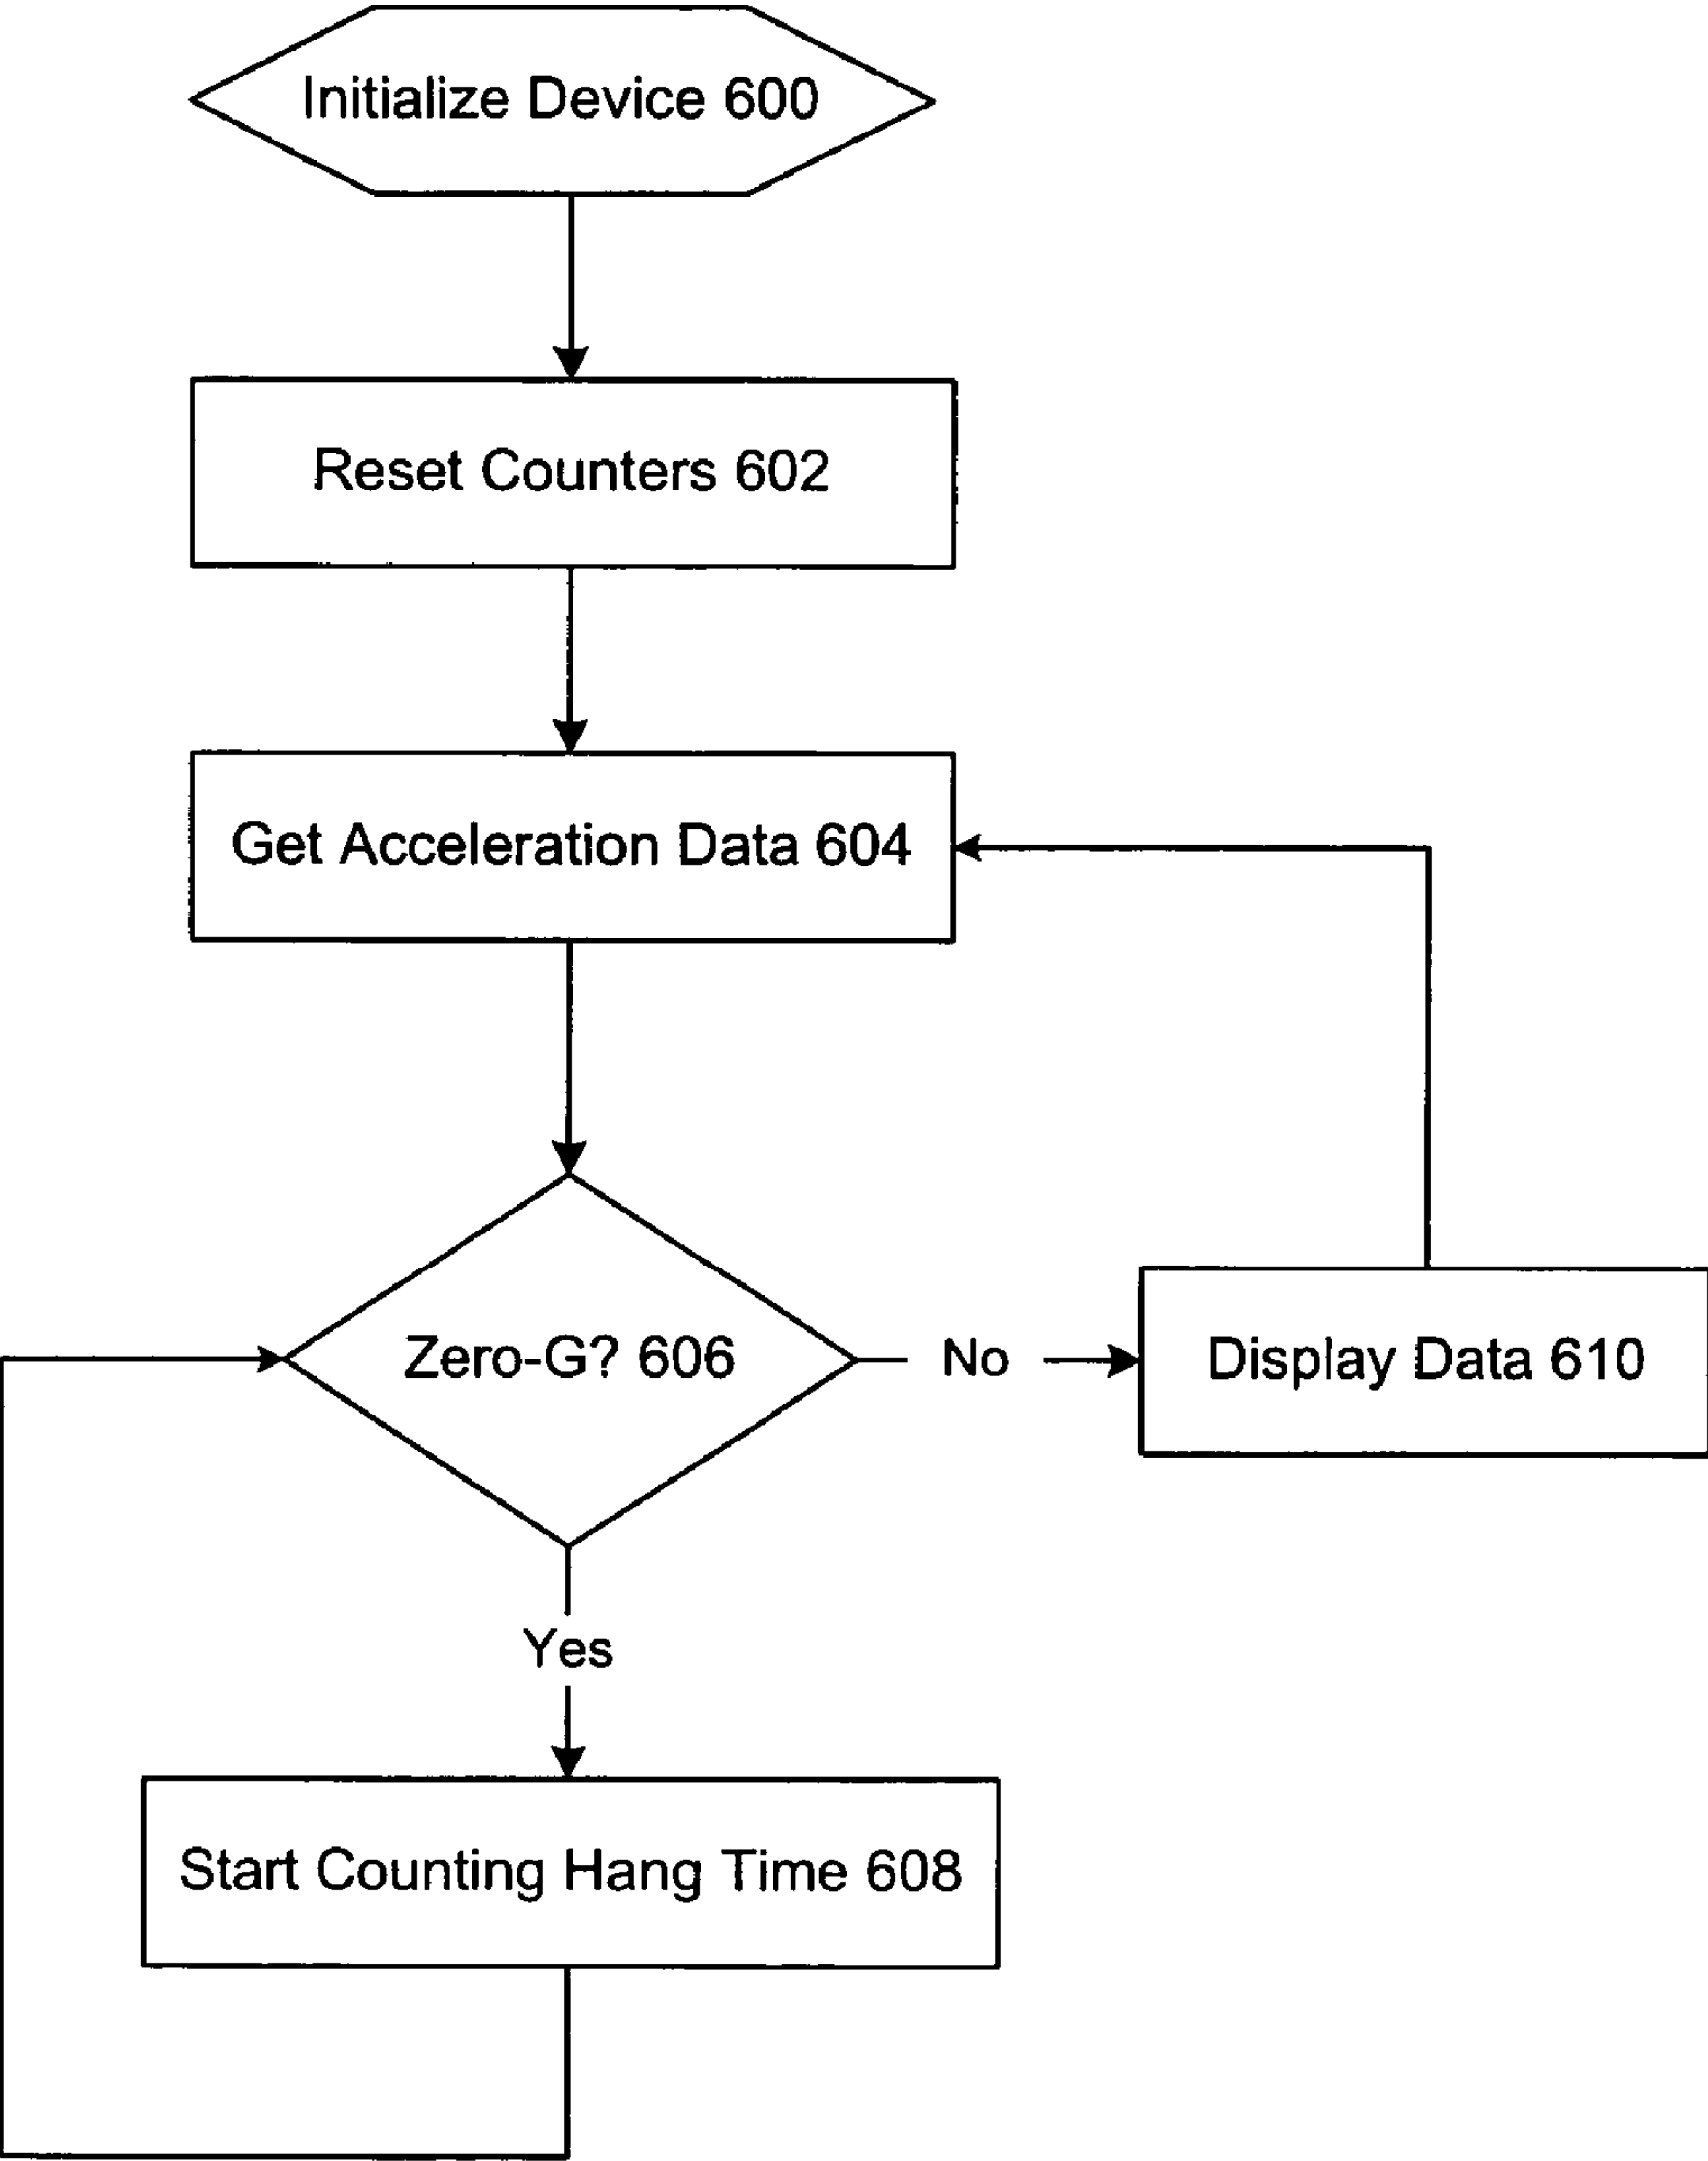 Initialize Device 600
Reset Counters 602
Get Acceleration Data 604
Zero-G? 606
No
Display Data 610
Yes
Start Counting Hang Time 608